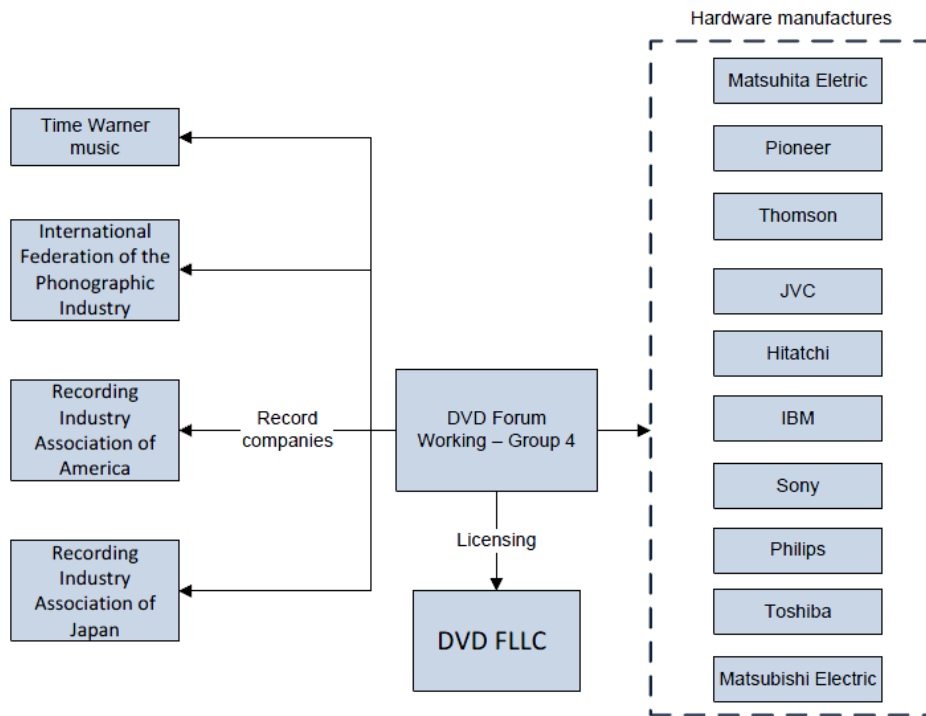 Hardware manufactures
Matsuhita Eletric
Pioneer
Thomson
JVC
Hitatchi
IBM
Sony
Philips
Toshiba
Matsubishi Electric
Time Warner
music
International
Federation of the
Phonographic
Industry
Recording
Industry
Association of
America
Recording
Industry
Association of
Japan
Record
companies
DVD Forum
Working – Group 4
Licensing
DVD FLLC